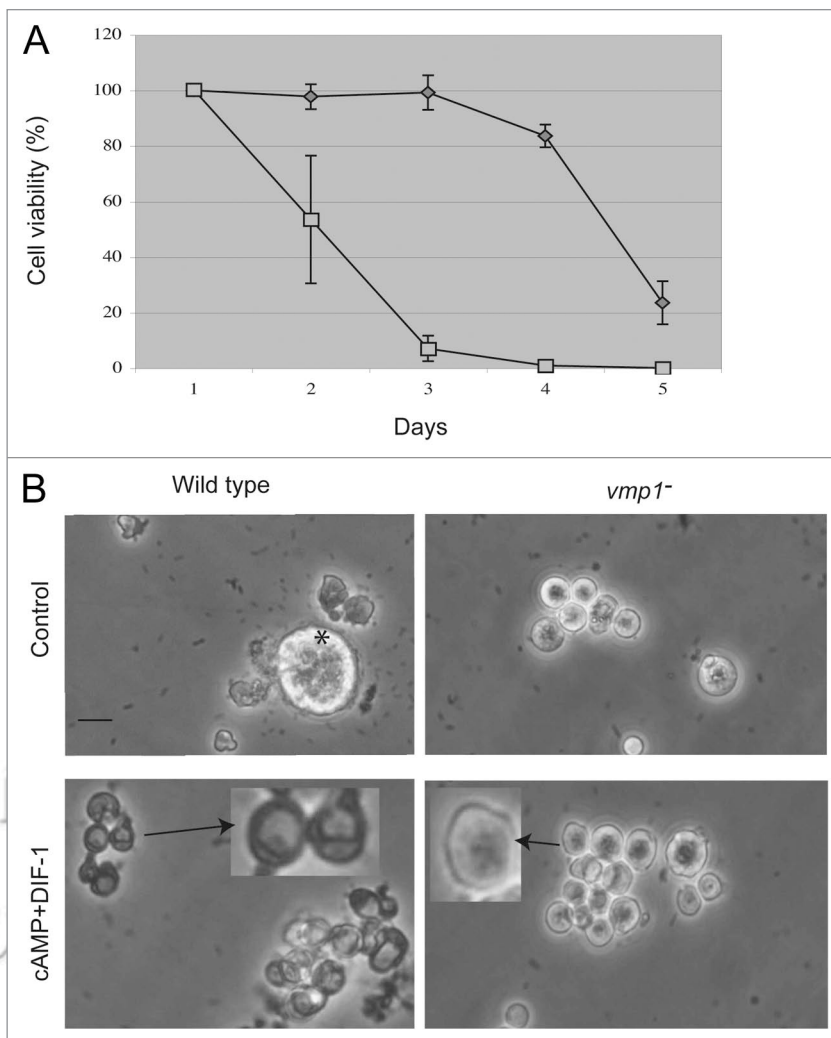 A
120
100
80
60
40
20
0
Cell viability (%)
1 2 3 4 5
Days
B
Wild type vmp1-
Control
*
cAMP+DIF-1